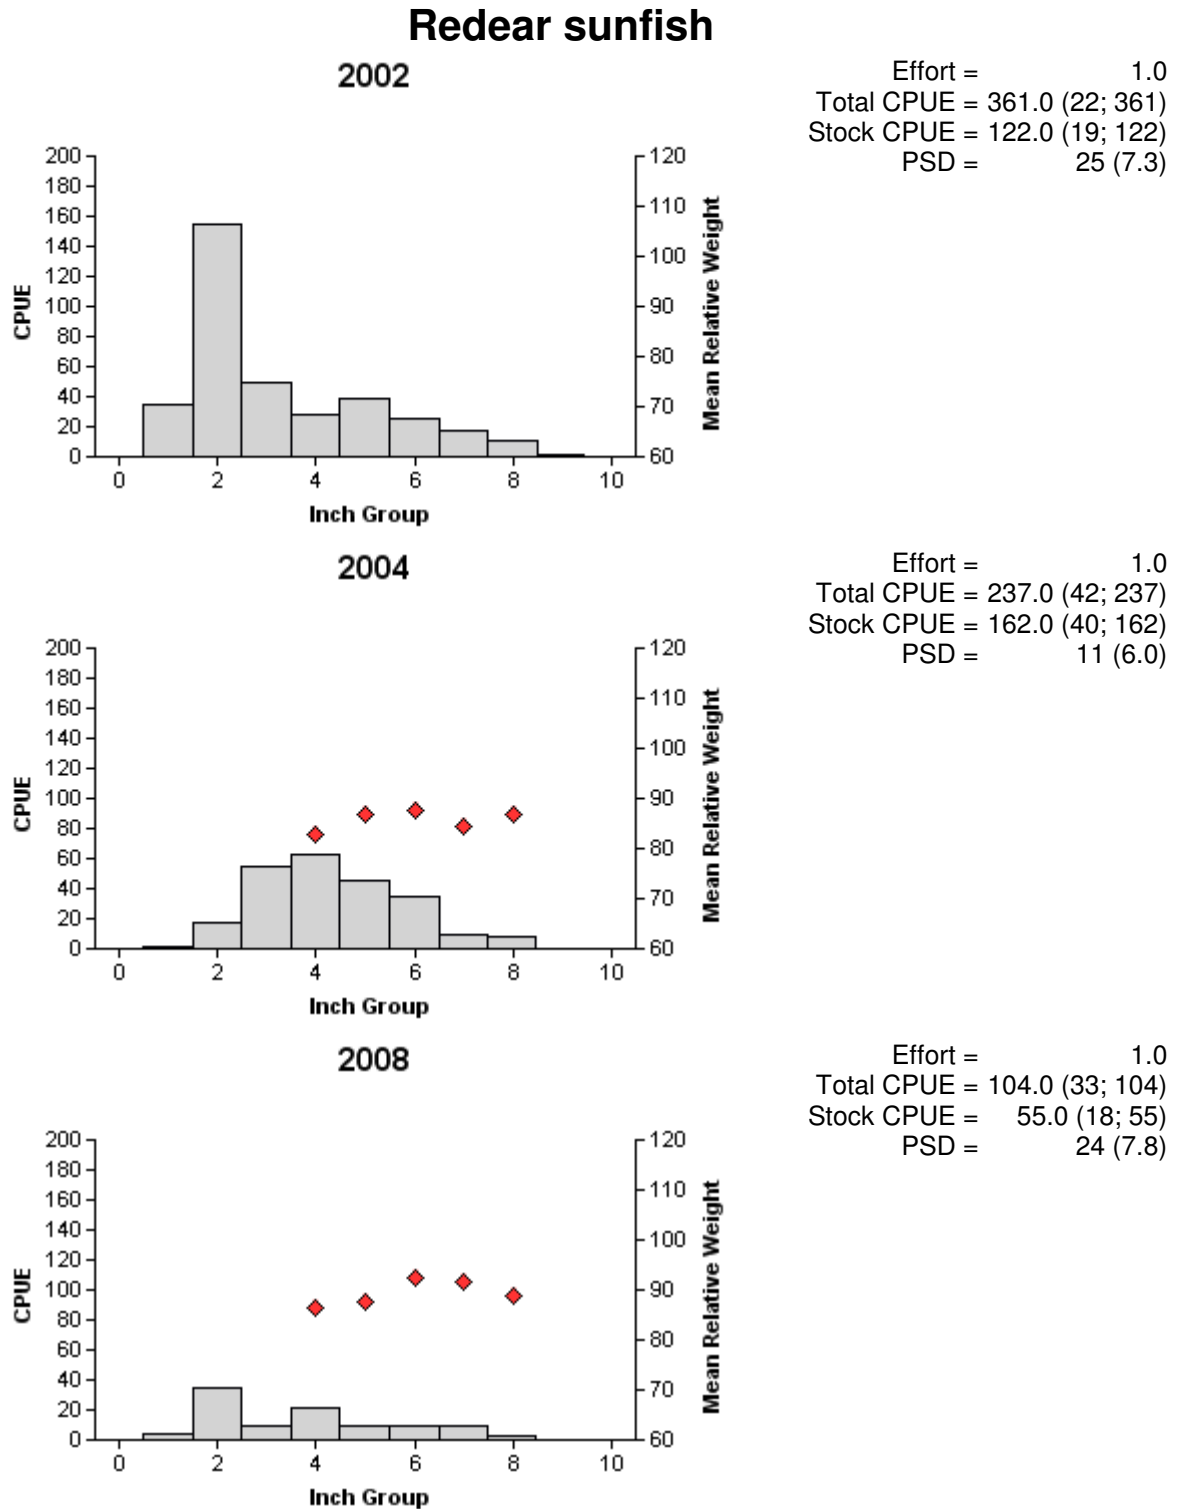 Redear sunfish
2002
Effort = 1.0
Total CPUE = 361.0 (22; 361)
Stock CPUE = 122.0 (19; 122)
PSD = 25 (7.3)
200
180
160
140
120
100
80
60
40
20
0
CPUE
120
110
100
90
80
70
60
Mean Relative Weight
0 2 4 6 8 10
Inch Group
2004
Effort = 1.0
Total CPUE = 237.0 (42; 237)
Stock CPUE = 162.0 (40; 162)
PSD = 11 (6.0)
200
180
160
140
120
100
80
60
40
20
0
CPUE
120
110
100
90
80
70
60
Mean Relative Weight
0 2 4 6 8 10
Inch Group
2008
Effort = 1.0
Total CPUE = 104.0 (33; 104)
Stock CPUE = 55.0 (18; 55)
PSD = 24 (7.8)
200
180
160
140
120
100
80
60
40
20
0
CPUE
120
110
100
90
80
70
60
Mean Relative Weight
0 2 4 6 8 10
Inch Group